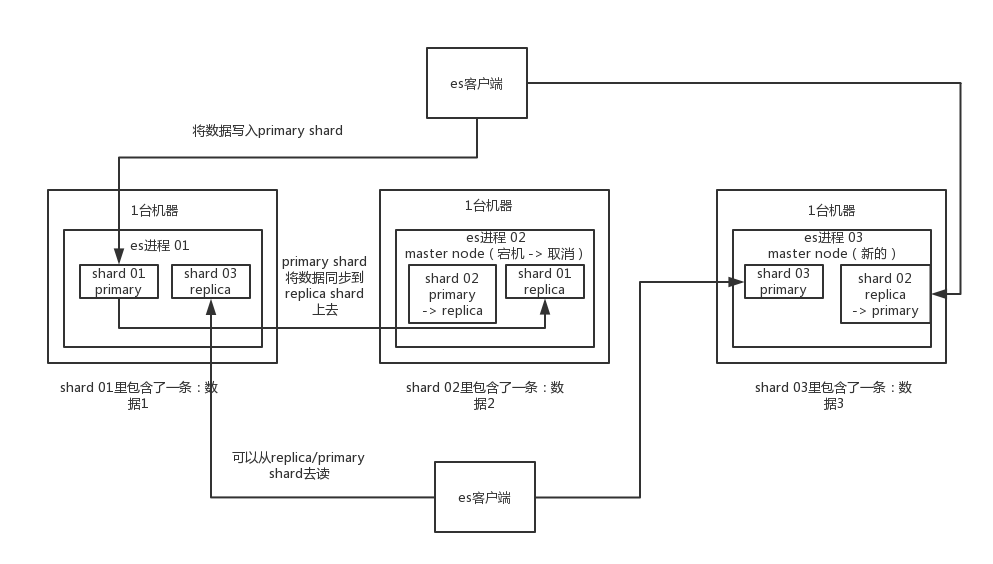 es客户端
将数据写入primary shard
1台机器
es进程 01
shard 01
primary
shard 03
replica
primary shard
将数据同步到
replica shard
上去
1台机器
es进程 02
master node（宕机 -> 取消）
shard 02
primary
-> replica
shard 01
replica
1台机器
es进程 03
master node（新的）
shard 03
primary
shard 02
replica
-> primary
shard 01里包含了一条：数
据1
shard 02里包含了一条：数
据2
shard 03里包含了一条：数
据3
可以从replica/primary
shard去读
es客户端